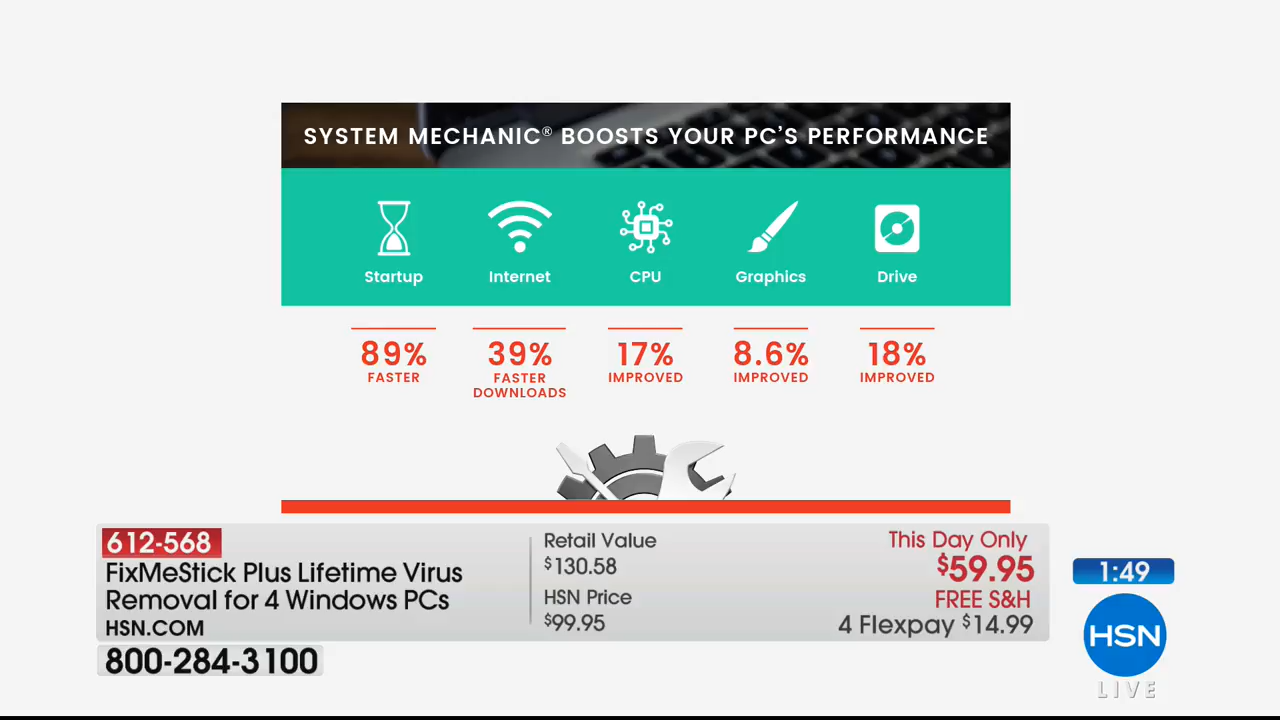 SYSTEM MECHANIC® BOOSTS YOUR PC'S PERFORMANCE
Startup
Internet
CPU
Graphics
Drive
89%
FASTER
39%
FASTER
DOWNLOADS
17%
IMPROVED
8.6%
IMPROVED
18%
IMPROVED
612-568
FixMeStick Plus Lifetime Virus
Removal for 4 Windows PCs
HSN.COM
800-284-3100
Retail Value
$130.58
HSN Price
$99.95
This Day Only
$59.95
FREE S&H
4 Flexpay $14.99
1:49
HSN
LIVE